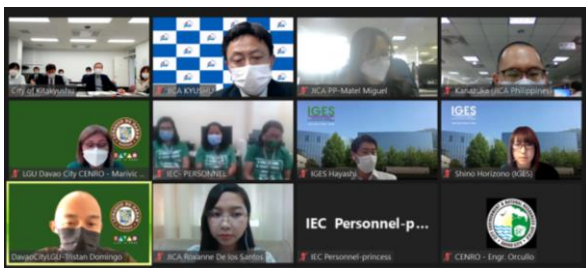 City of Kitakyushu
JICA KYUSHU
JICA PP-Matel Miguel
Kanazuka (JICA Philippines)
LGU Davao City CENRO - Marivic ...
IEC- PERSONNEL
IGES
IGES Hayashi
IGES
Shino Horizono (IGES)
DavaoCityLGU-Tristan Domingo
JICA Roxanne De los Santos
IEC Personnel-p...
IEC Personnel-princess
CENRO - Engr. Orcullo